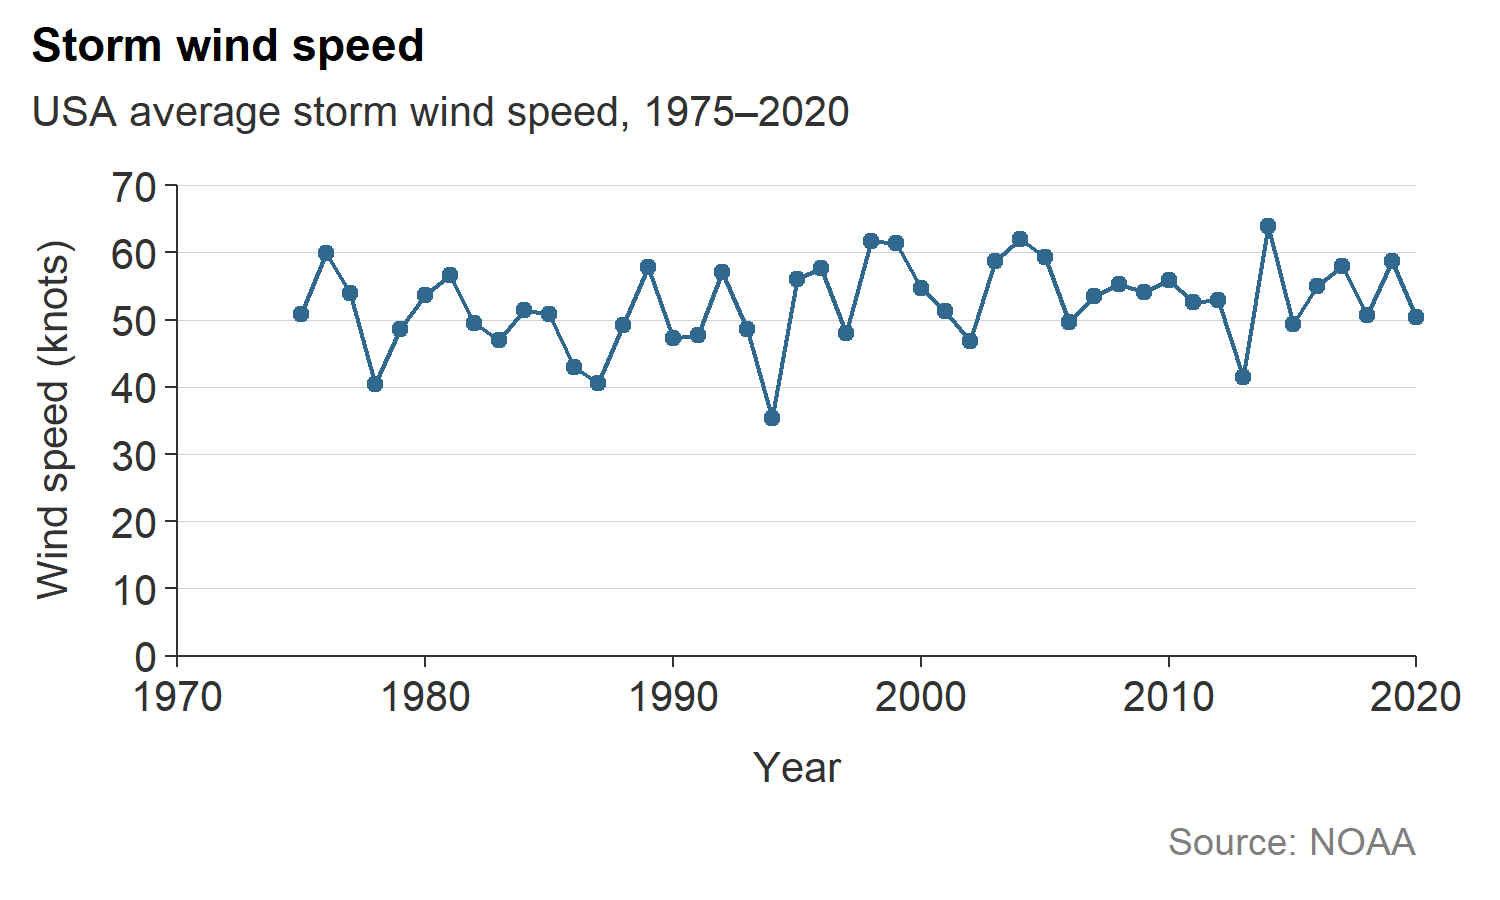 Storm wind speed
USA average storm wind speed, 1975–2020
Wind speed (knots)
70
60
50
40
30
20
10
0
1970 1980 1990 2000 2010 2020
Year
Source: NOAA